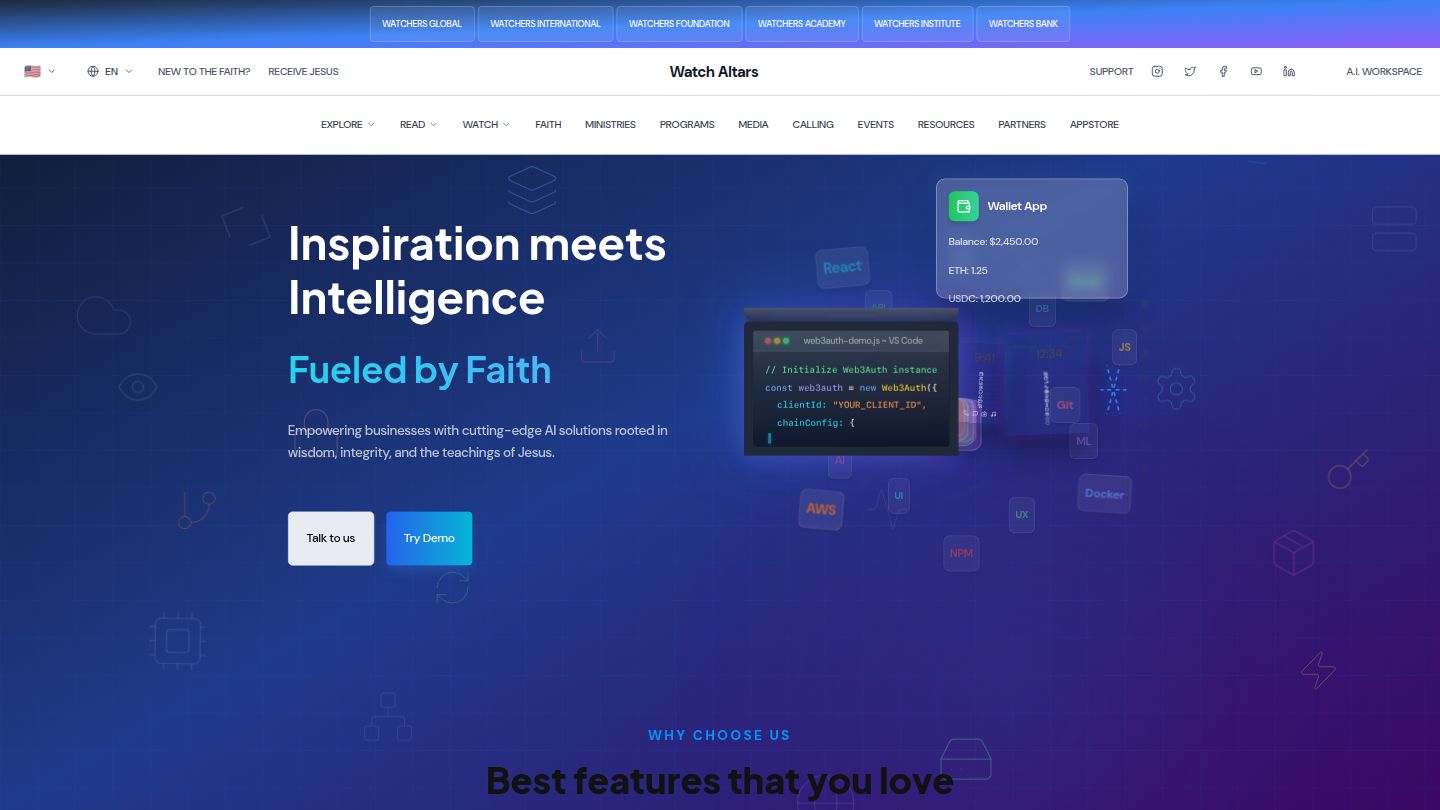 WATCHERS GLOBAL
WATCHERS INTERNATIONAL
WATCHERS FOUNDATION
WATCHERS ACADEMY
WATCHERS INSTITUTE
WATCHERS BANK
EN
NEW TO THE FAITH?
RECEIVE JESUS
Watch Altars
SUPPORT
A.I. WORKSPACE
EXPLORE
READ
WATCH
FAITH
MINISTRIES
PROGRAMS
MEDIA
CALLING
EVENTS
RESOURCES
PARTNERS
APPSTORE
Inspiration meets
Intelligence
Fueled by Faith
Empowering businesses with cutting-edge AI solutions rooted in
wisdom, integrity, and the teachings of Jesus.
Talk to us
Try Demo
Wallet App
Balance: $2,450.00
ETH: 1.25
USDC: 1,200.00
React
API
DB
JS
web3auth-demo.js ~ VS Code
// Initialize Web3Auth instance
const web3auth = new Web3Auth({
clientId: "YOUR_CLIENT_ID",
chainConfig: {
9:41
12:34
Git
ML
AI
UI
AWS
Docker
UX
NPM
WHY CHOOSE US
Best features that you love